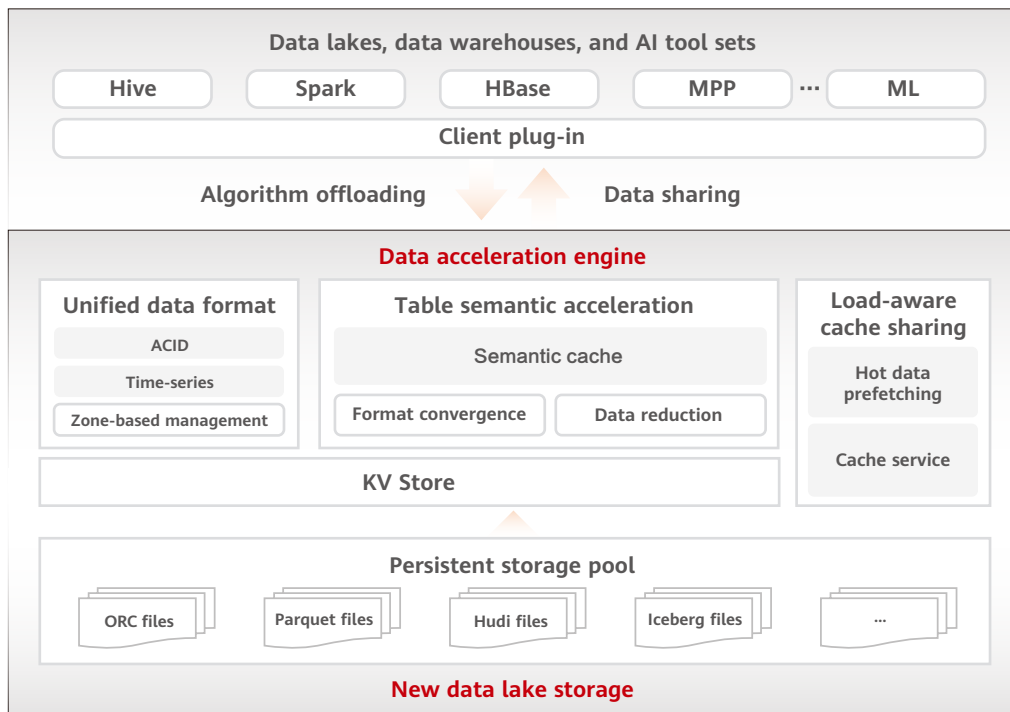 Data lakes, data warehouses, and AI tool sets
Hive
Spark
HBase
MPP
...
ML
Client plug-in
Algorithm offloading
Data sharing
Data acceleration engine
Unified data format
ACID
Time-series
Zone-based management
Table semantic acceleration
Semantic cache
Format convergence
Data reduction
Load-aware
cache sharing
Hot data
prefetching
Cache service
KV Store
Persistent storage pool
ORC files
Parquet files
Hudi files
Iceberg files
...
New data lake storage